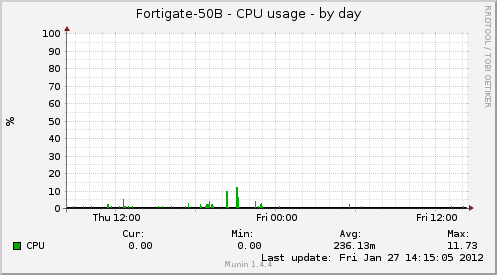 Fortigate-50B - CPU usage - by day
RRDTOOL / TOBI OETIKER
%
100
90
80
70
60
50
40
30
20
10
0
Thu 12:00 Fri 00:00 Fri 12:00
Cur: Min: Avg: Max:
CPU 0.00 0.00 236.13m 11.73
Last update: Fri Jan 27 14:15:05 2012
Munin 1.4.4